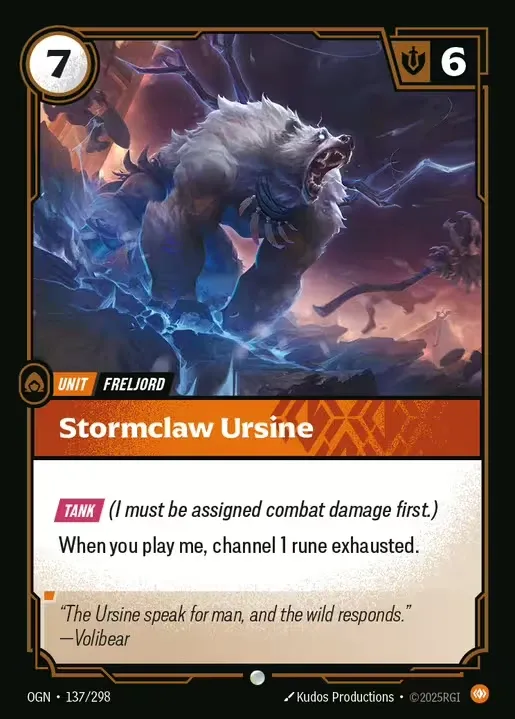 7
6
UNIT FRELJORD
Stormclaw Ursine
TANK (I must be assigned combat damage first.)
When you play me, channel 1 rune exhausted.
“The Ursine speak for man, and the wild responds.”
—Volibear
OGN • 137/298 Kudos Productions • ©2025RGI